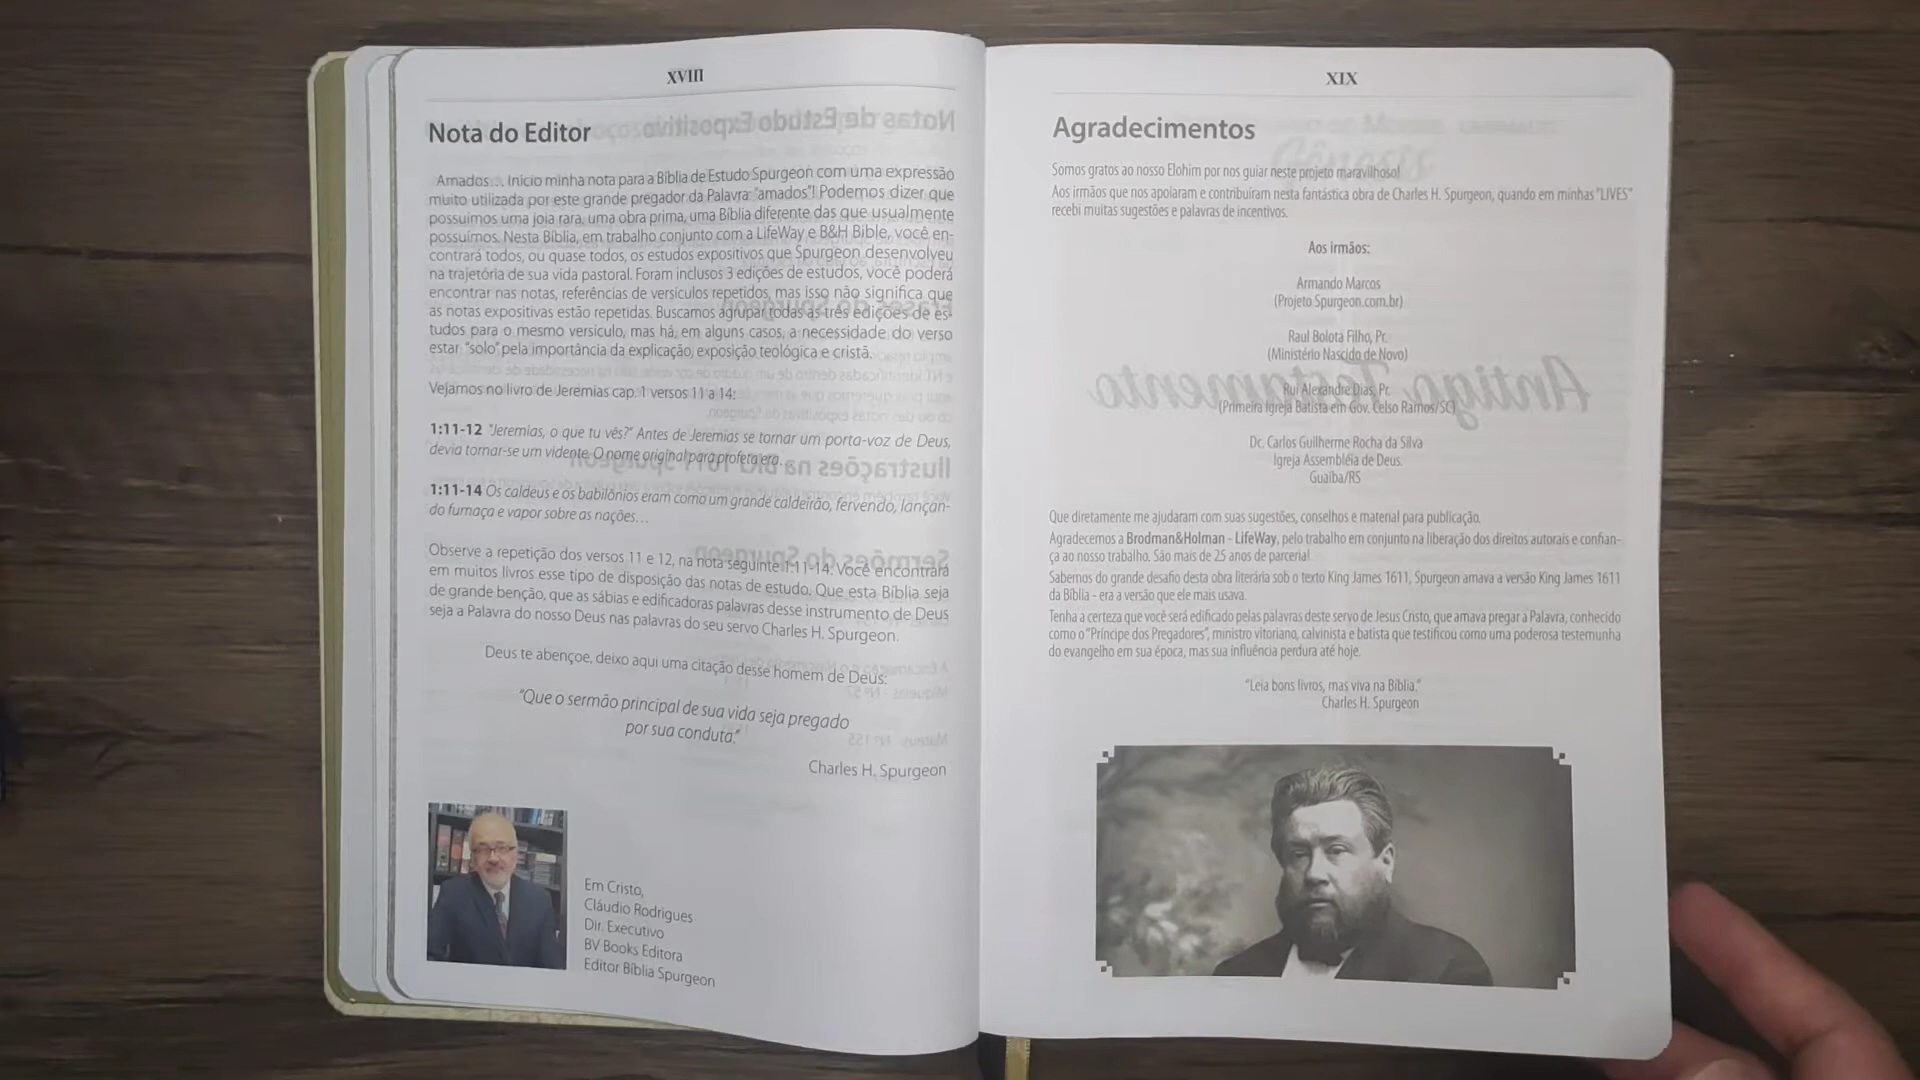 XVIII
Nota do Editor
Amados... Início minha nota para a Bíblia de Estudo Spurgeon com uma expressão
muito utilizada por este grande pregador da Palavra: "amados"! Podemos dizer que
possuímos uma joia rara, uma obra prima, uma Bíblia diferente das que usualmente
possuímos. Nesta Bíblia, em trabalho conjunto com a LifeWay e B&H Bible, você en-
contrará todos, ou quase todos, os estudos expositivos que Spurgeon desenvolveu
na trajetória de sua vida pastoral. Foram inclusos 3 edições de estudos, você poderá
encontrar nas notas, referências de versículos repetidos, mas isso não significa que
as notas expositivas estão repetidas. Buscamos agrupar todas as três edições de es-
tudos para o mesmo versículo, mas há, em alguns casos, a necessidade do verso
estar "solo" pela importância da explicação, exposição teológica e cristã.
Vejamos no livro de Jeremias cap. 1 versos 11 a 14:
1:11-12 "Jeremias, o que tu vês?" Antes de Jeremias se tornar um porta-voz de Deus,
devia tornar-se um vidente. O nome original para profeta era...
1:11-14 Os caldeus e os babilônios eram como um grande caldeirão, fervendo, lançan-
do fumaça e vapor sobre as nações...
Observe a repetição dos versos 11 e 12, na nota seguinte 1:11-14. Você encontrará
em muitos livros esse tipo de disposição das notas de estudo. Que esta Bíblia seja
de grande benção, que as sábias e edificadoras palavras desse instrumento de Deus
seja a Palavra do nosso Deus nas palavras do seu servo Charles H. Spurgeon.
Deus te abençoe, deixo aqui uma citação desse homem de Deus:
"Que o sermão principal de sua vida seja pregado
por sua conduta."
Charles H. Spurgeon
Em Cristo,
Cláudio Rodrigues
Dir. Executivo
BV Books Editora
Editor Bíblia Spurgeon
XIX
Agradecimentos
Somos gratos ao nosso Elohim por nos guiar neste projeto maravilhoso!
Aos irmãos que nos apoiaram e contribuíram nesta fantástica obra de Charles H. Spurgeon, quando em minhas "LIVES"
recebi muitas sugestões e palavras de incentivos.
Aos irmãos:
Armando Marcos
(Projeto Spurgeon.com.br)
Raul Bolota Filho, Pr.
(Ministério Nascido de Novo)
Rui Alexandre Dias, Pr.
(Primeira Igreja Batista em Gov. Celso Ramos/SC)
Dr. Carlos Guilherme Rocha da Silva
Igreja Assembléia de Deus.
Guaíba/RS
Que diretamente me ajudaram com suas sugestões, conselhos e material para publicação.
Agradecemos a Brodman&Holman - LifeWay, pelo trabalho em conjunto na liberação dos direitos autorais e confian-
ça ao nosso trabalho. São mais de 25 anos de parceria!
Sabemos do grande desafio desta obra literária sob o texto King James 1611, Spurgeon amava a versão King James 1611
da Bíblia - era a versão que ele mais usava.
Tenha a certeza que você será edificado pelas palavras deste servo de Jesus Cristo, que amava pregar a Palavra, conhecido
como o "Príncipe dos Pregadores", ministro vitoriano, calvinista e batista que testificou como uma poderosa testemunha
do evangelho em sua época, mas sua influência perdura até hoje.
"Leia bons livros, mas viva na Bíblia."
Charles H. Spurgeon